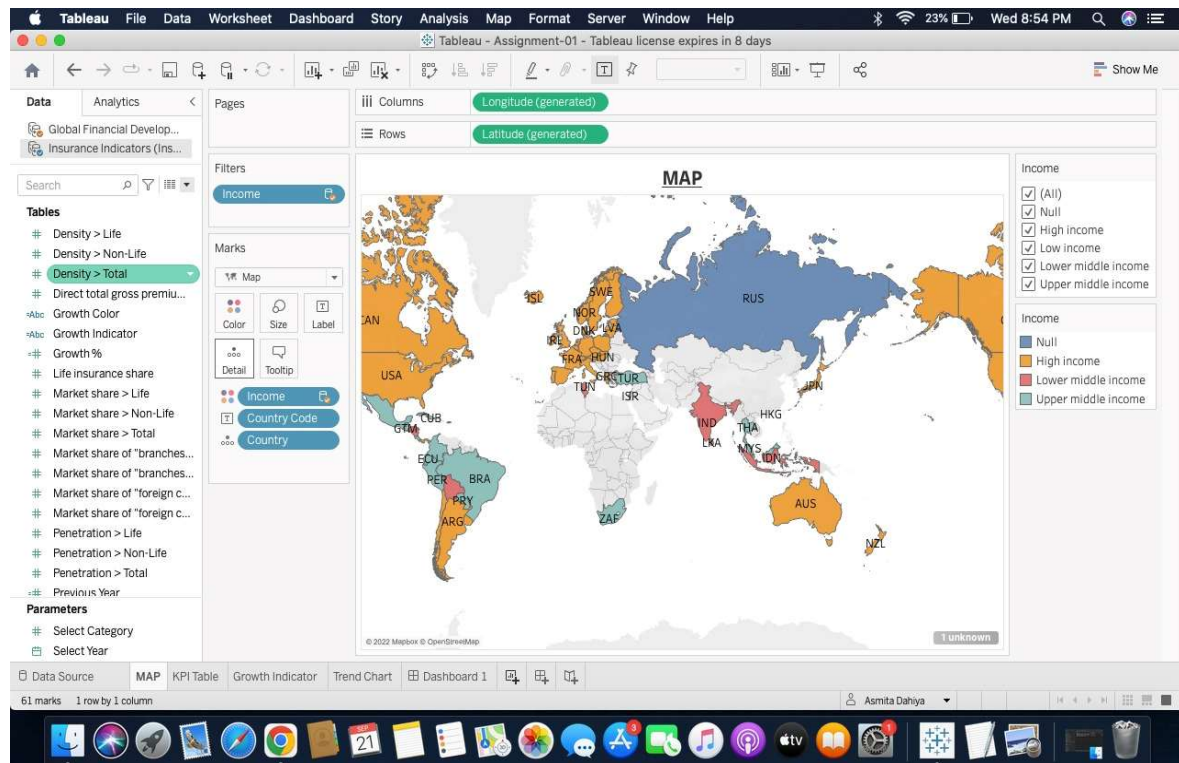 Tableau File Data Worksheet Dashboard Story Analysis Map Format Server Window Help 23% Wed 8:54 PM
Tableau - Assignment-01 - Tableau license expires in 8 days
Show Me
Data Analytics
Global Financial Develop...
Insurance Indicators (Ins...
Search
Tables
Density > Life
Density > Non-Life
Density > Total
Direct total gross premiu...
=Abc Growth Color
=Abc Growth Indicator
=# Growth %
Life insurance share
Market share > Life
Market share > Non-Life
Market share > Total
Market share of "branches...
Market share of "branches...
Market share of "foreign c...
Market share of "foreign c...
Penetration > Life
Penetration > Non-Life
Penetration > Total
=# Previous Year
Parameters
# Select Category
Select Year
Pages
Filters
Income
Marks
Map
Color Size Label
Detail Tooltip
Income
Country Code
Country
iii Columns Longitude (generated)
Rows Latitude (generated)
MAP
CAN
USA
CUB
GTM
ECU
PER
BRA
PRY
ARG
ISL
SWE
NOR
DNK LVA
IRL
FRA HUN
GRC TUR
TUN
ISR
RUS
JPN
HKG
IND
THA
LKA
MYS
IDN
ZAF
AUS
NZL
© 2022 Mapbox © OpenStreetMap
1 unknown
Income
(All)
Null
High income
Low income
Lower middle income
Upper middle income
Income
Null
High income
Lower middle income
Upper middle income
Data Source MAP KPI Table Growth Indicator Trend Chart Dashboard 1
61 marks 1 row by 1 column Asmita Dahiya
SEP
21
3
tv
1